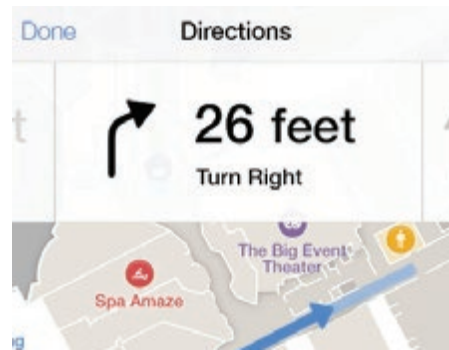 Done
Directions
26 feet
Turn Right
The Big Event
Theater
Spa Amaze